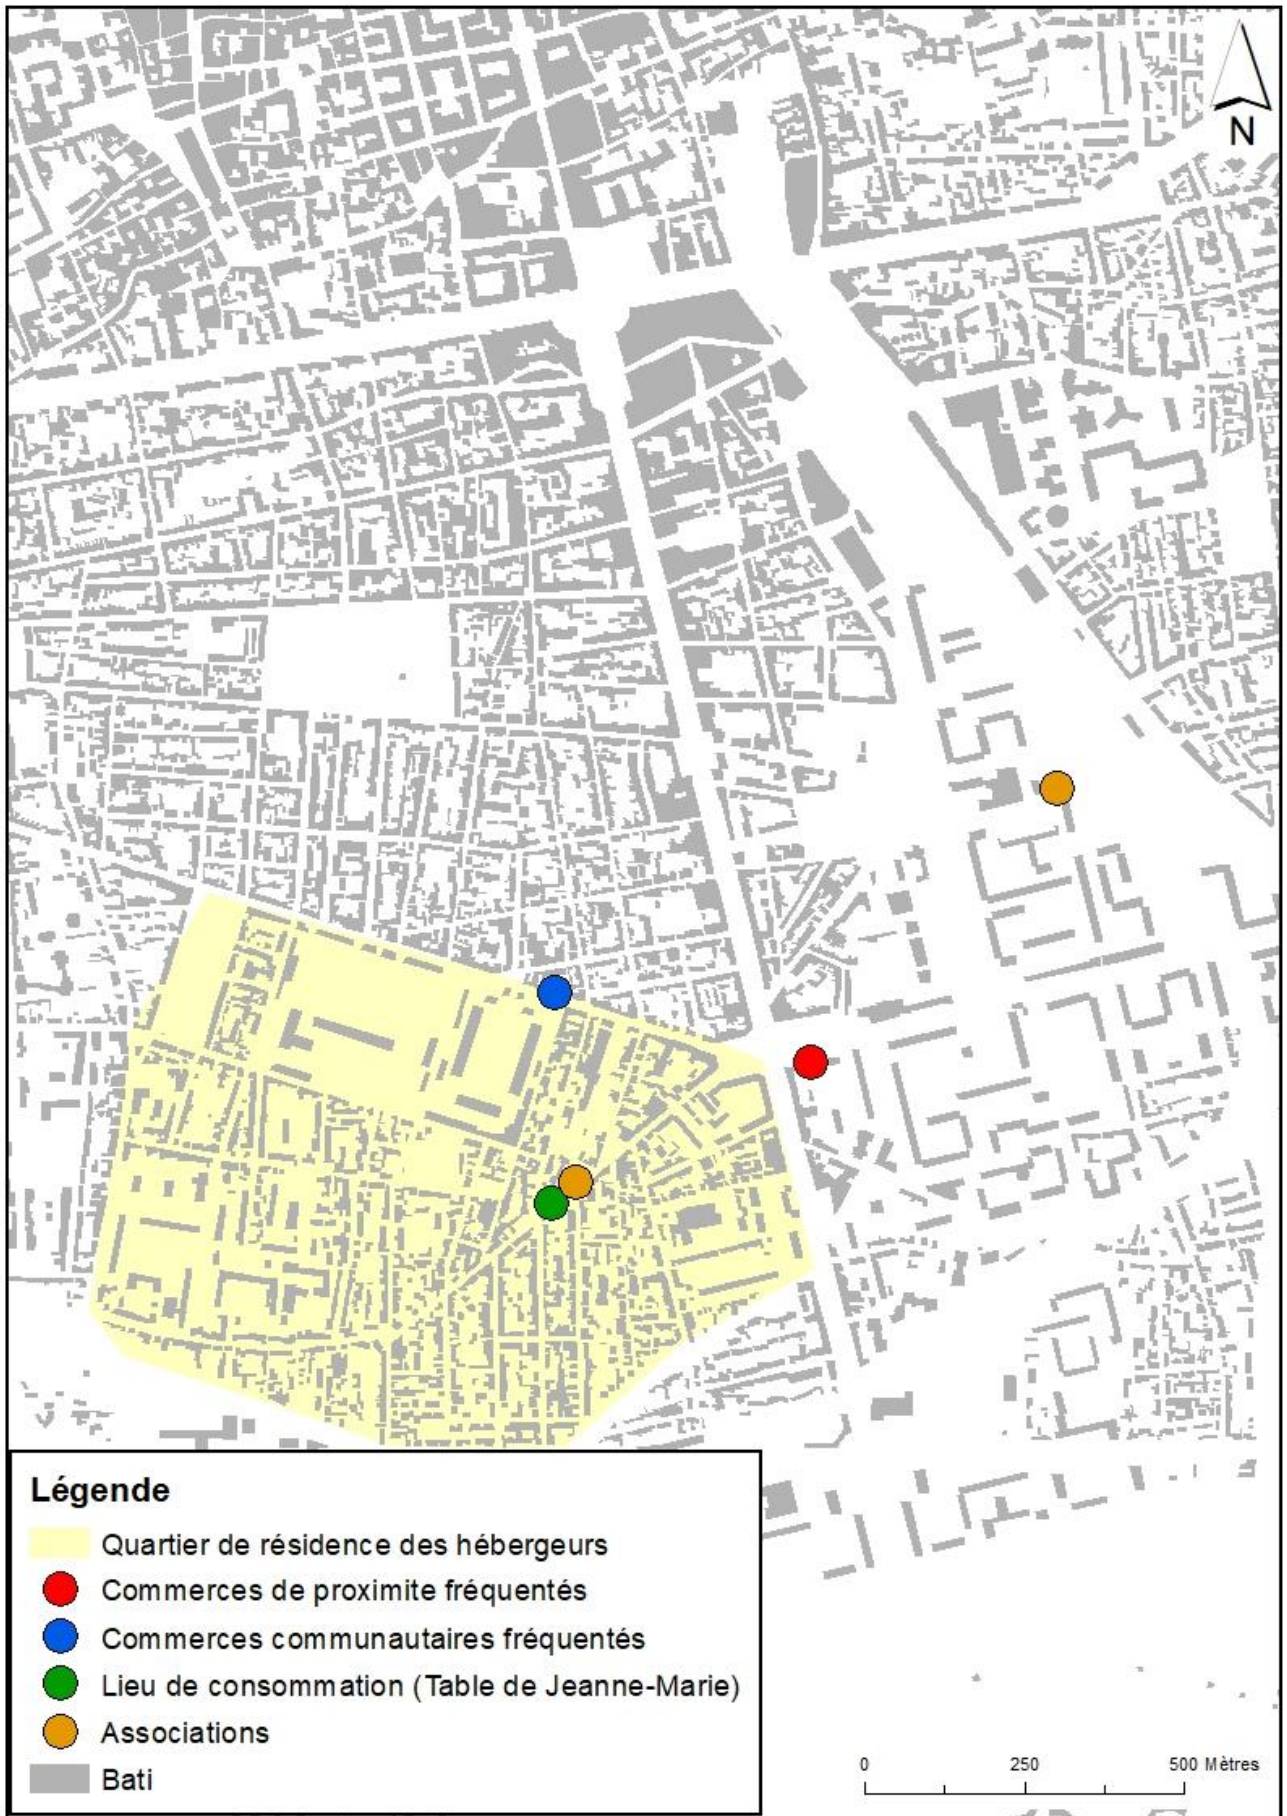 N
Légende
Quartier de résidence des hébergeurs
Commerces de proximite fréquentés
Commerces communautaires fréquentés
Lieu de consommation (Table de Jeanne-Marie)
Associations
Bati
0 250 500 Mètres